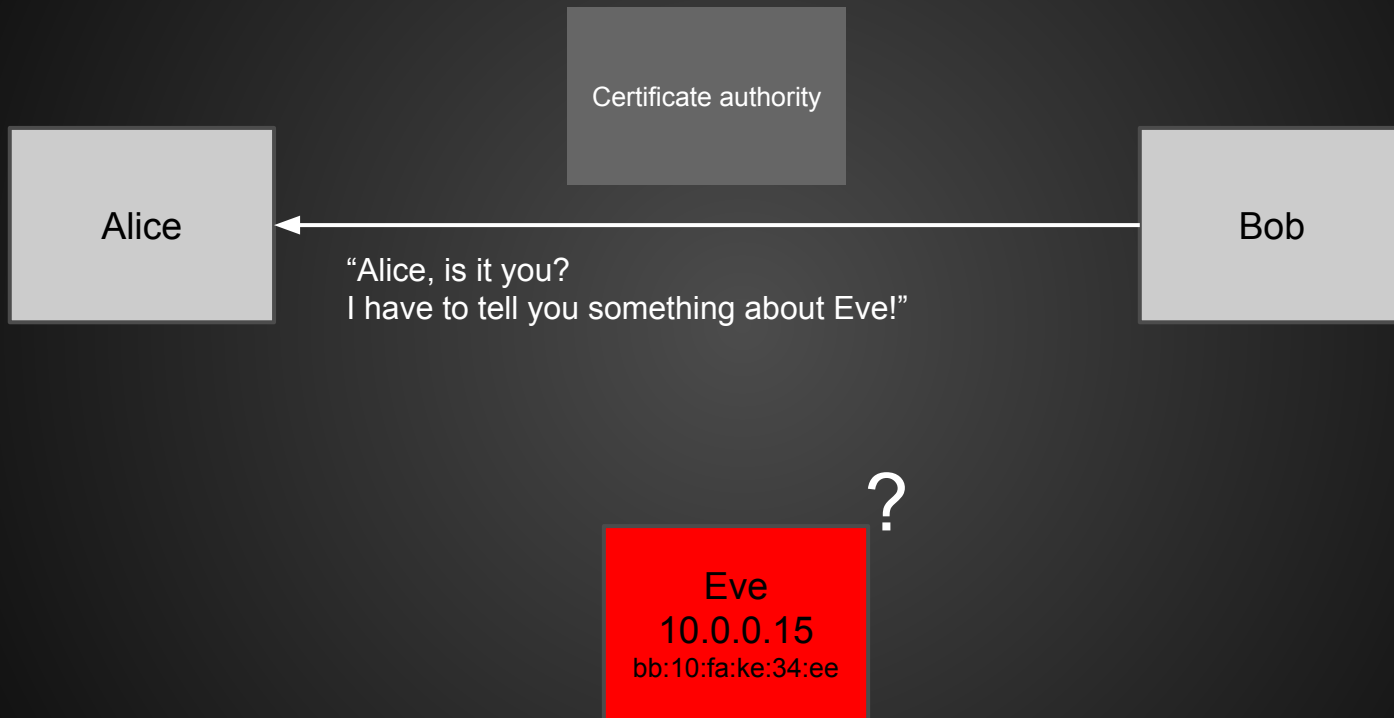 Certificate authority
Alice
Bob
“Alice, is it you?
I have to tell you something about Eve!”
?
Eve
10.0.0.15
bb:10:fa:ke:34:ee